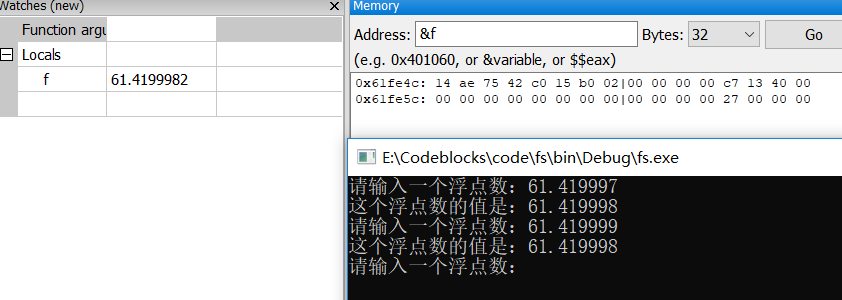 Watches (new)
Function argu
Locals
f 61.4199982
Memory
Address: &f Bytes: 32 Go
(e.g. 0x401060, or &variable, or $$eax)
0x61fe4c: 14 ae 75 42 c0 15 b0 02|00 00 00 00 c7 13 40 00
0x61fe5c: 00 00 00 00 00 00 00 00|00 00 00 00 27 00 00 00
E:\Codeblocks\code\fs\bin\Debug\fs.exe
请输入一个浮点数：61.419997
这个浮点数的值是：61.419998
请输入一个浮点数：61.419999
这个浮点数的值是：61.419998
请输入一个浮点数：